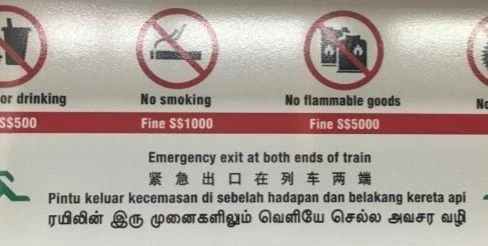 or drinking
No smoking
No flammable goods
No
S$500
Fine S$1000
Fine S$5000
Emergency exit at both ends of train
紧急出口在列车两端
Pintu keluar kecemasan di sebelah hadapan dan belakang kereta api
ரயிலின் இரு முனைகளிலும் வெளியே செல்ல அவசர வழி